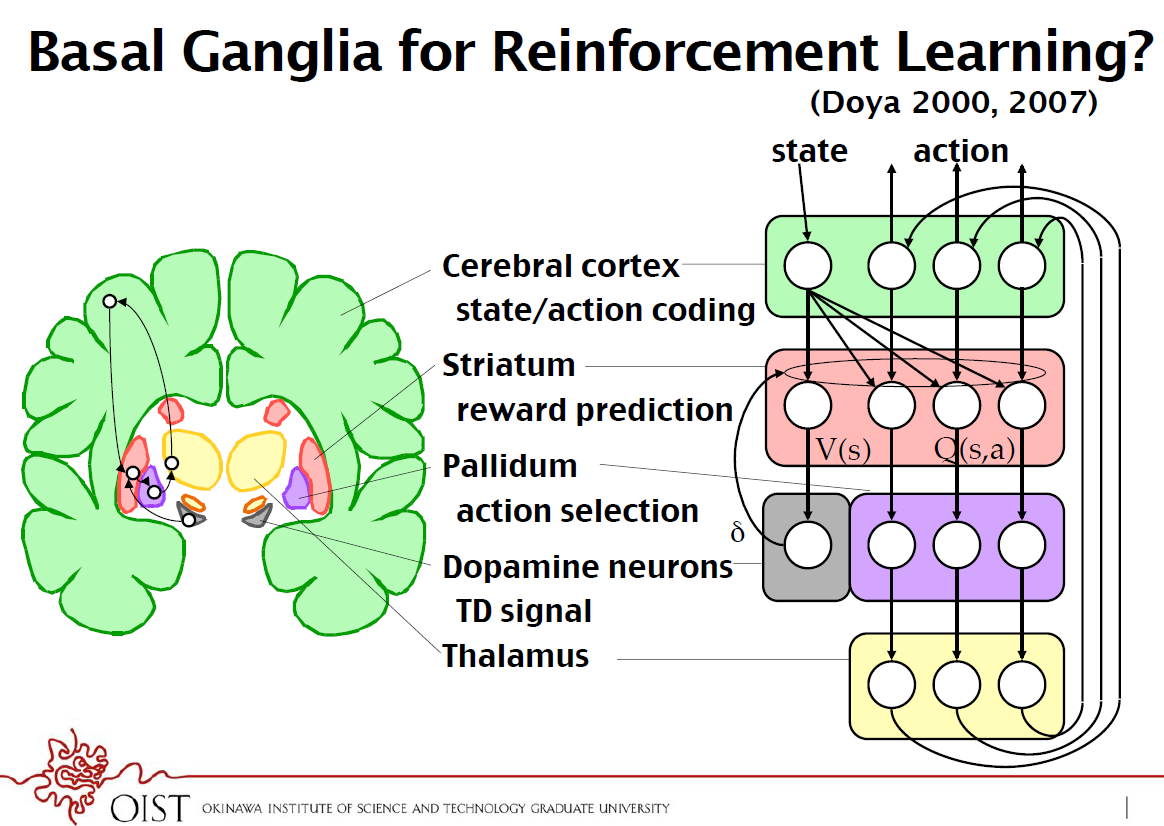 Basal Ganglia for Reinforcement Learning?
(Doya 2000, 2007)
state
action
Cerebral cortex
state/action coding
Striatum
reward prediction
V(s)
Q(s,a)
Pallidum
action selection
δ
Dopamine neurons
TD signal
Thalamus
OIST
OKINAWA INSTITUTE OF SCIENCE AND TECHNOLOGY GRADUATE UNIVERSITY